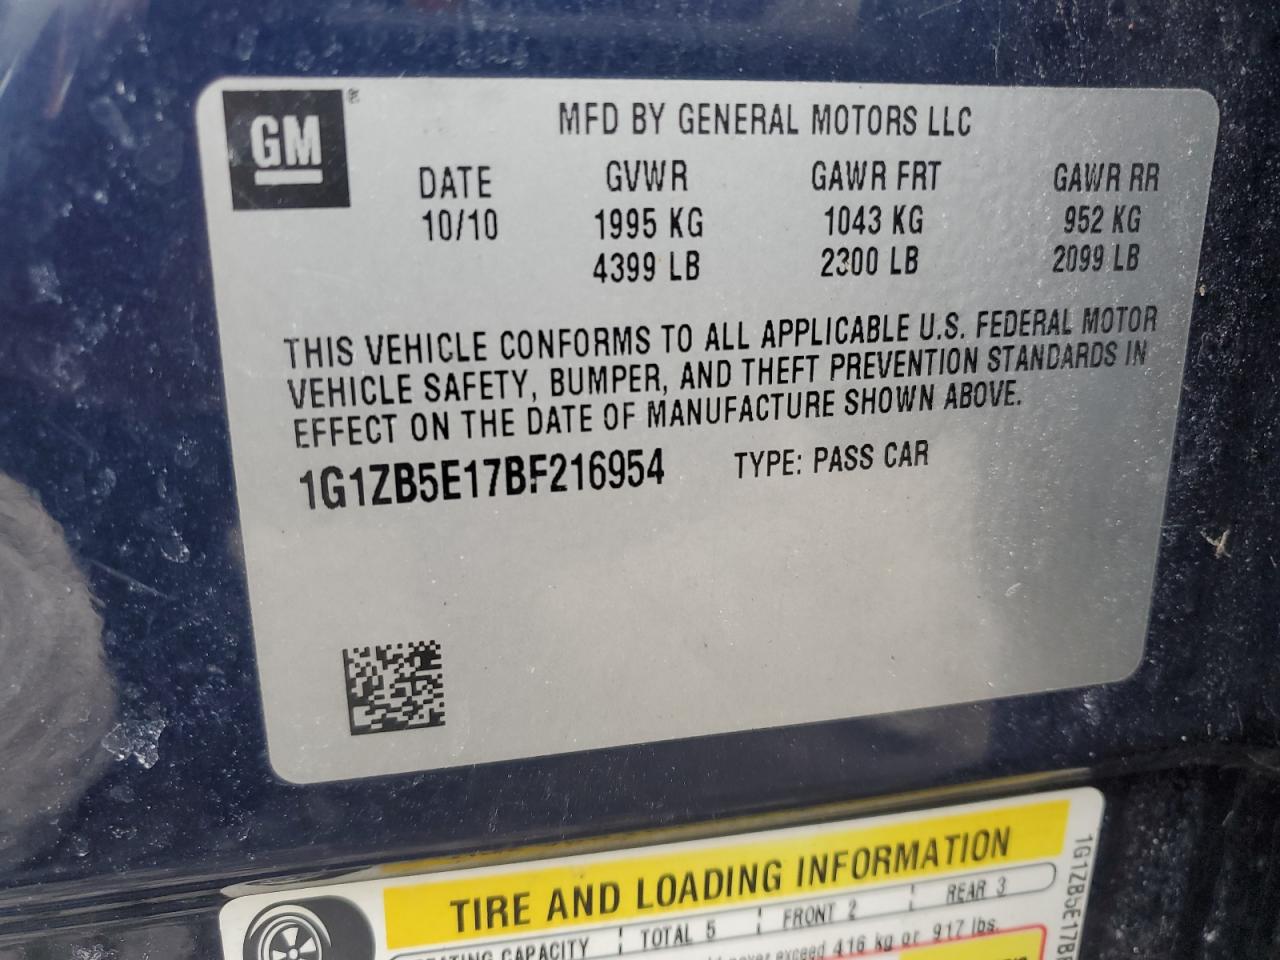 GM
MFD BY GENERAL MOTORS LLC
DATE GVWR GAWR FRT GAWR RR
10/10 1995 KG 1043 KG 952 KG
4399 LB 2300 LB 2099 LB
THIS VEHICLE CONFORMS TO ALL APPLICABLE U.S. FEDERAL MOTOR
VEHICLE SAFETY, BUMPER, AND THEFT PREVENTION STANDARDS IN
EFFECT ON THE DATE OF MANUFACTURE SHOWN ABOVE.
1G1ZB5E17BF216954 TYPE: PASS CAR
TIRE AND LOADING INFORMATION
CAPACITY TOTAL 5 FRONT 2 REAR 3
never exceed 416 kg or 917 lbs.